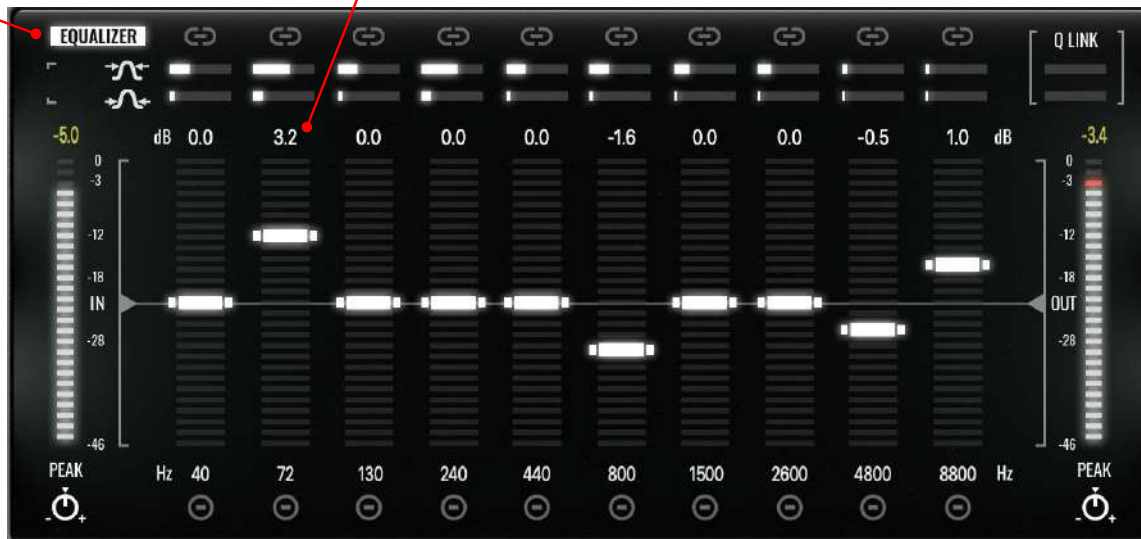 EQUALIZER
Q LINK
-5.0 dB 0.0 3.2 0.0 0.0 0.0 -1.6 0.0 0.0 -0.5 1.0 dB -3.4
0 0
-3 -3
-12 -12
-18 -18
IN OUT
-28 -28
-46 -46
PEAK Hz 40 72 130 240 440 800 1500 2600 4800 8800 Hz PEAK
- + - +